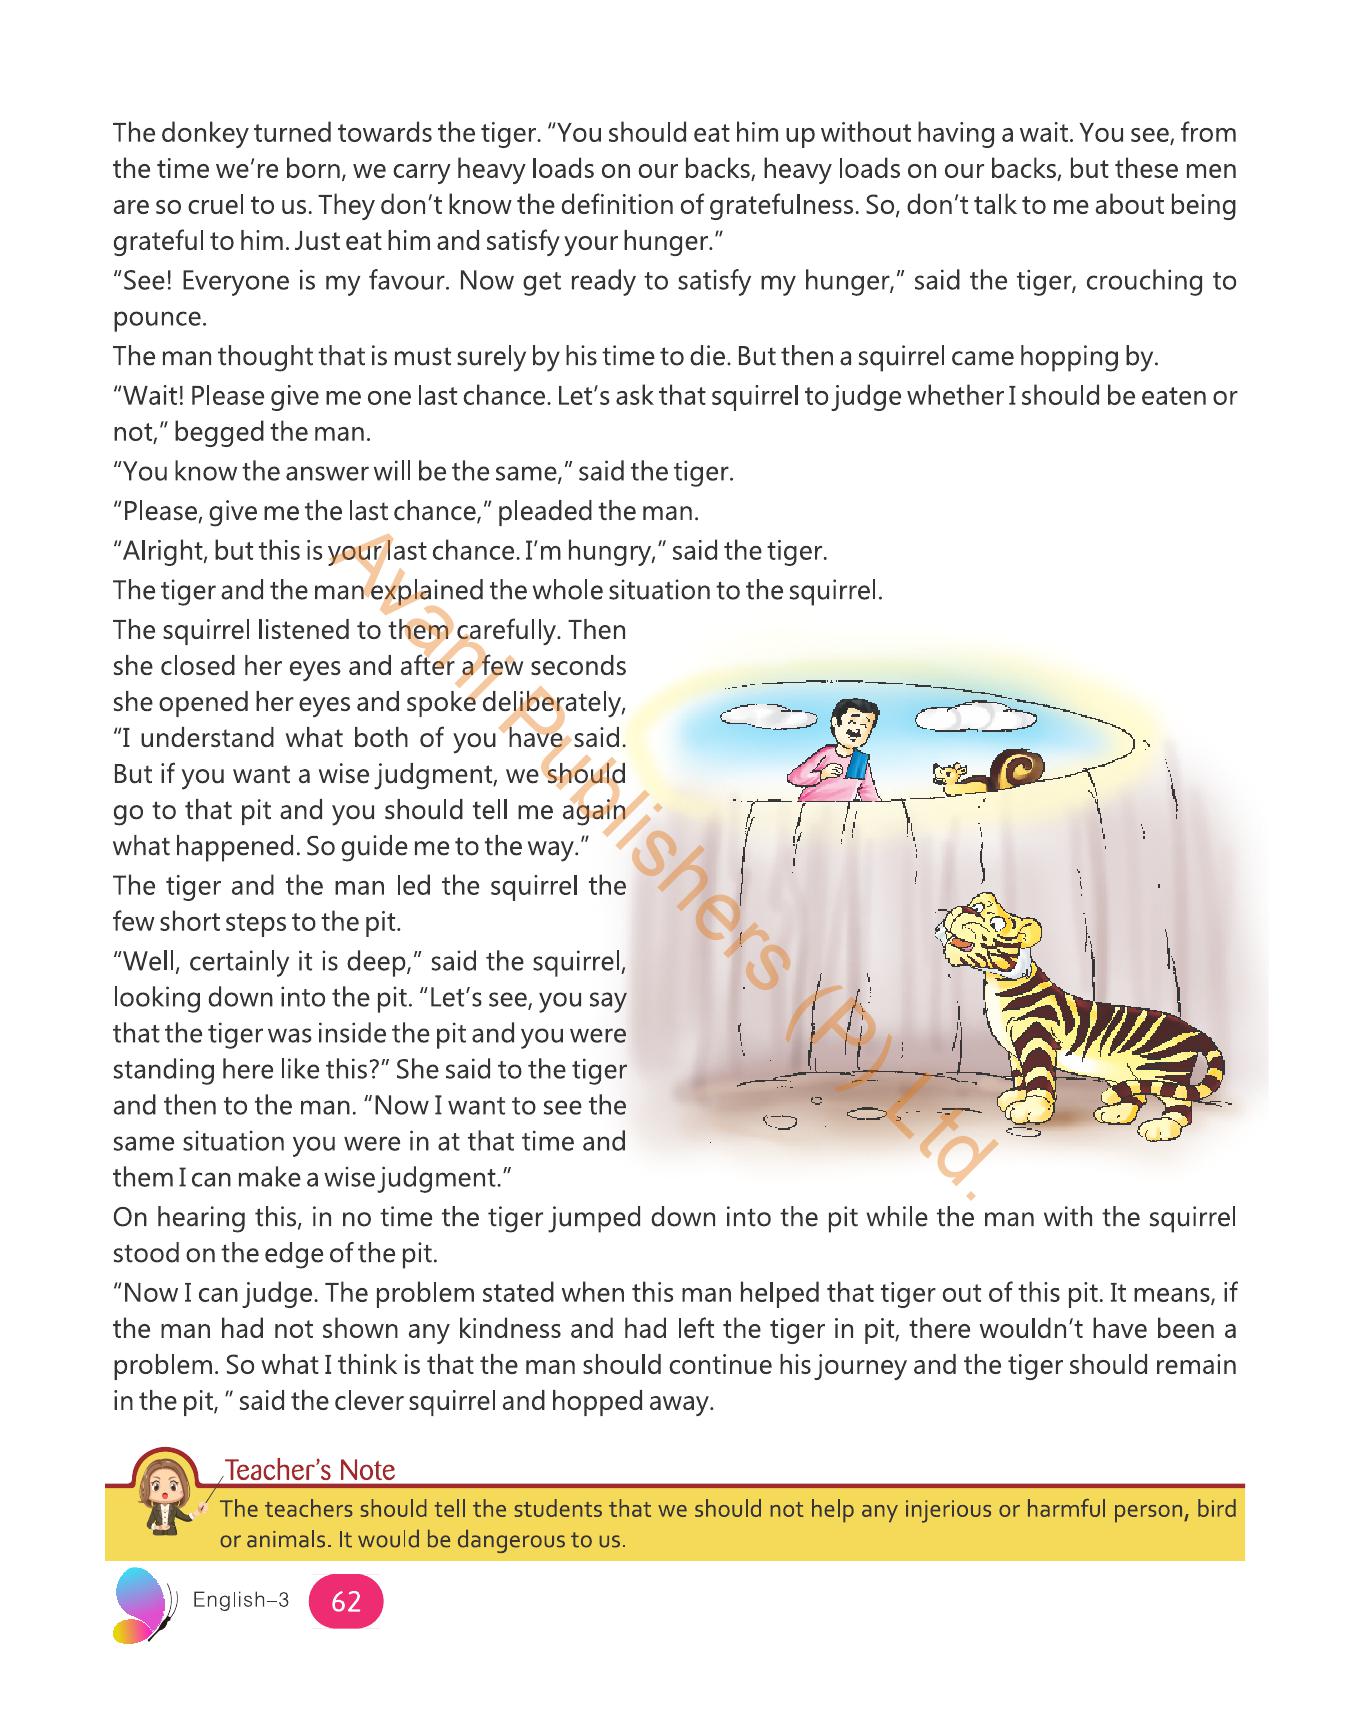 The donkey turned towards the tiger. “You should eat him up without having a wait. You see, from
the time we’re born, we carry heavy loads on our backs, heavy loads on our backs, but these men
are so cruel to us. They don’t know the definition of gratefulness. So, don’t talk to me about being
grateful to him. Just eat him and satisfy your hunger.”
“See! Everyone is my favour. Now get ready to satisfy my hunger,” said the tiger, crouching to
pounce.
The man thought that is must surely by his time to die. But then a squirrel came hopping by.
“Wait! Please give me one last chance. Let’s ask that squirrel to judge whether I should be eaten or
not,” begged the man.
“You know the answer will be the same,” said the tiger.
“Please, give me the last chance,” pleaded the man.
“Alright, but this is your last chance. I’m hungry,” said the tiger.
The tiger and the man explained the whole situation to the squirrel.
The squirrel listened to them carefully. Then
she closed her eyes and after a few seconds
she opened her eyes and spoke deliberately,
“I understand what both of you have said.
But if you want a wise judgment, we should
go to that pit and you should tell me again
what happened. So guide me to the way.”
The tiger and the man led the squirrel the
few short steps to the pit.
“Well, certainly it is deep,” said the squirrel,
looking down into the pit. “Let’s see, you say
that the tiger was inside the pit and you were
standing here like this?” She said to the tiger
and then to the man. “Now I want to see the
same situation you were in at that time and
them I can make a wise judgment.”
On hearing this, in no time the tiger jumped down into the pit while the man with the squirrel
stood on the edge of the pit.
“Now I can judge. The problem stated when this man helped that tiger out of this pit. It means, if
the man had not shown any kindness and had left the tiger in pit, there wouldn’t have been a
problem. So what I think is that the man should continue his journey and the tiger should remain
in the pit, ” said the clever squirrel and hopped away.
Avani Publishers (P) Ltd.
Teacher’s Note
The teachers should tell the students that we should not help any injerious or harmful person, bird
or animals. It would be dangerous to us.
English–3
62